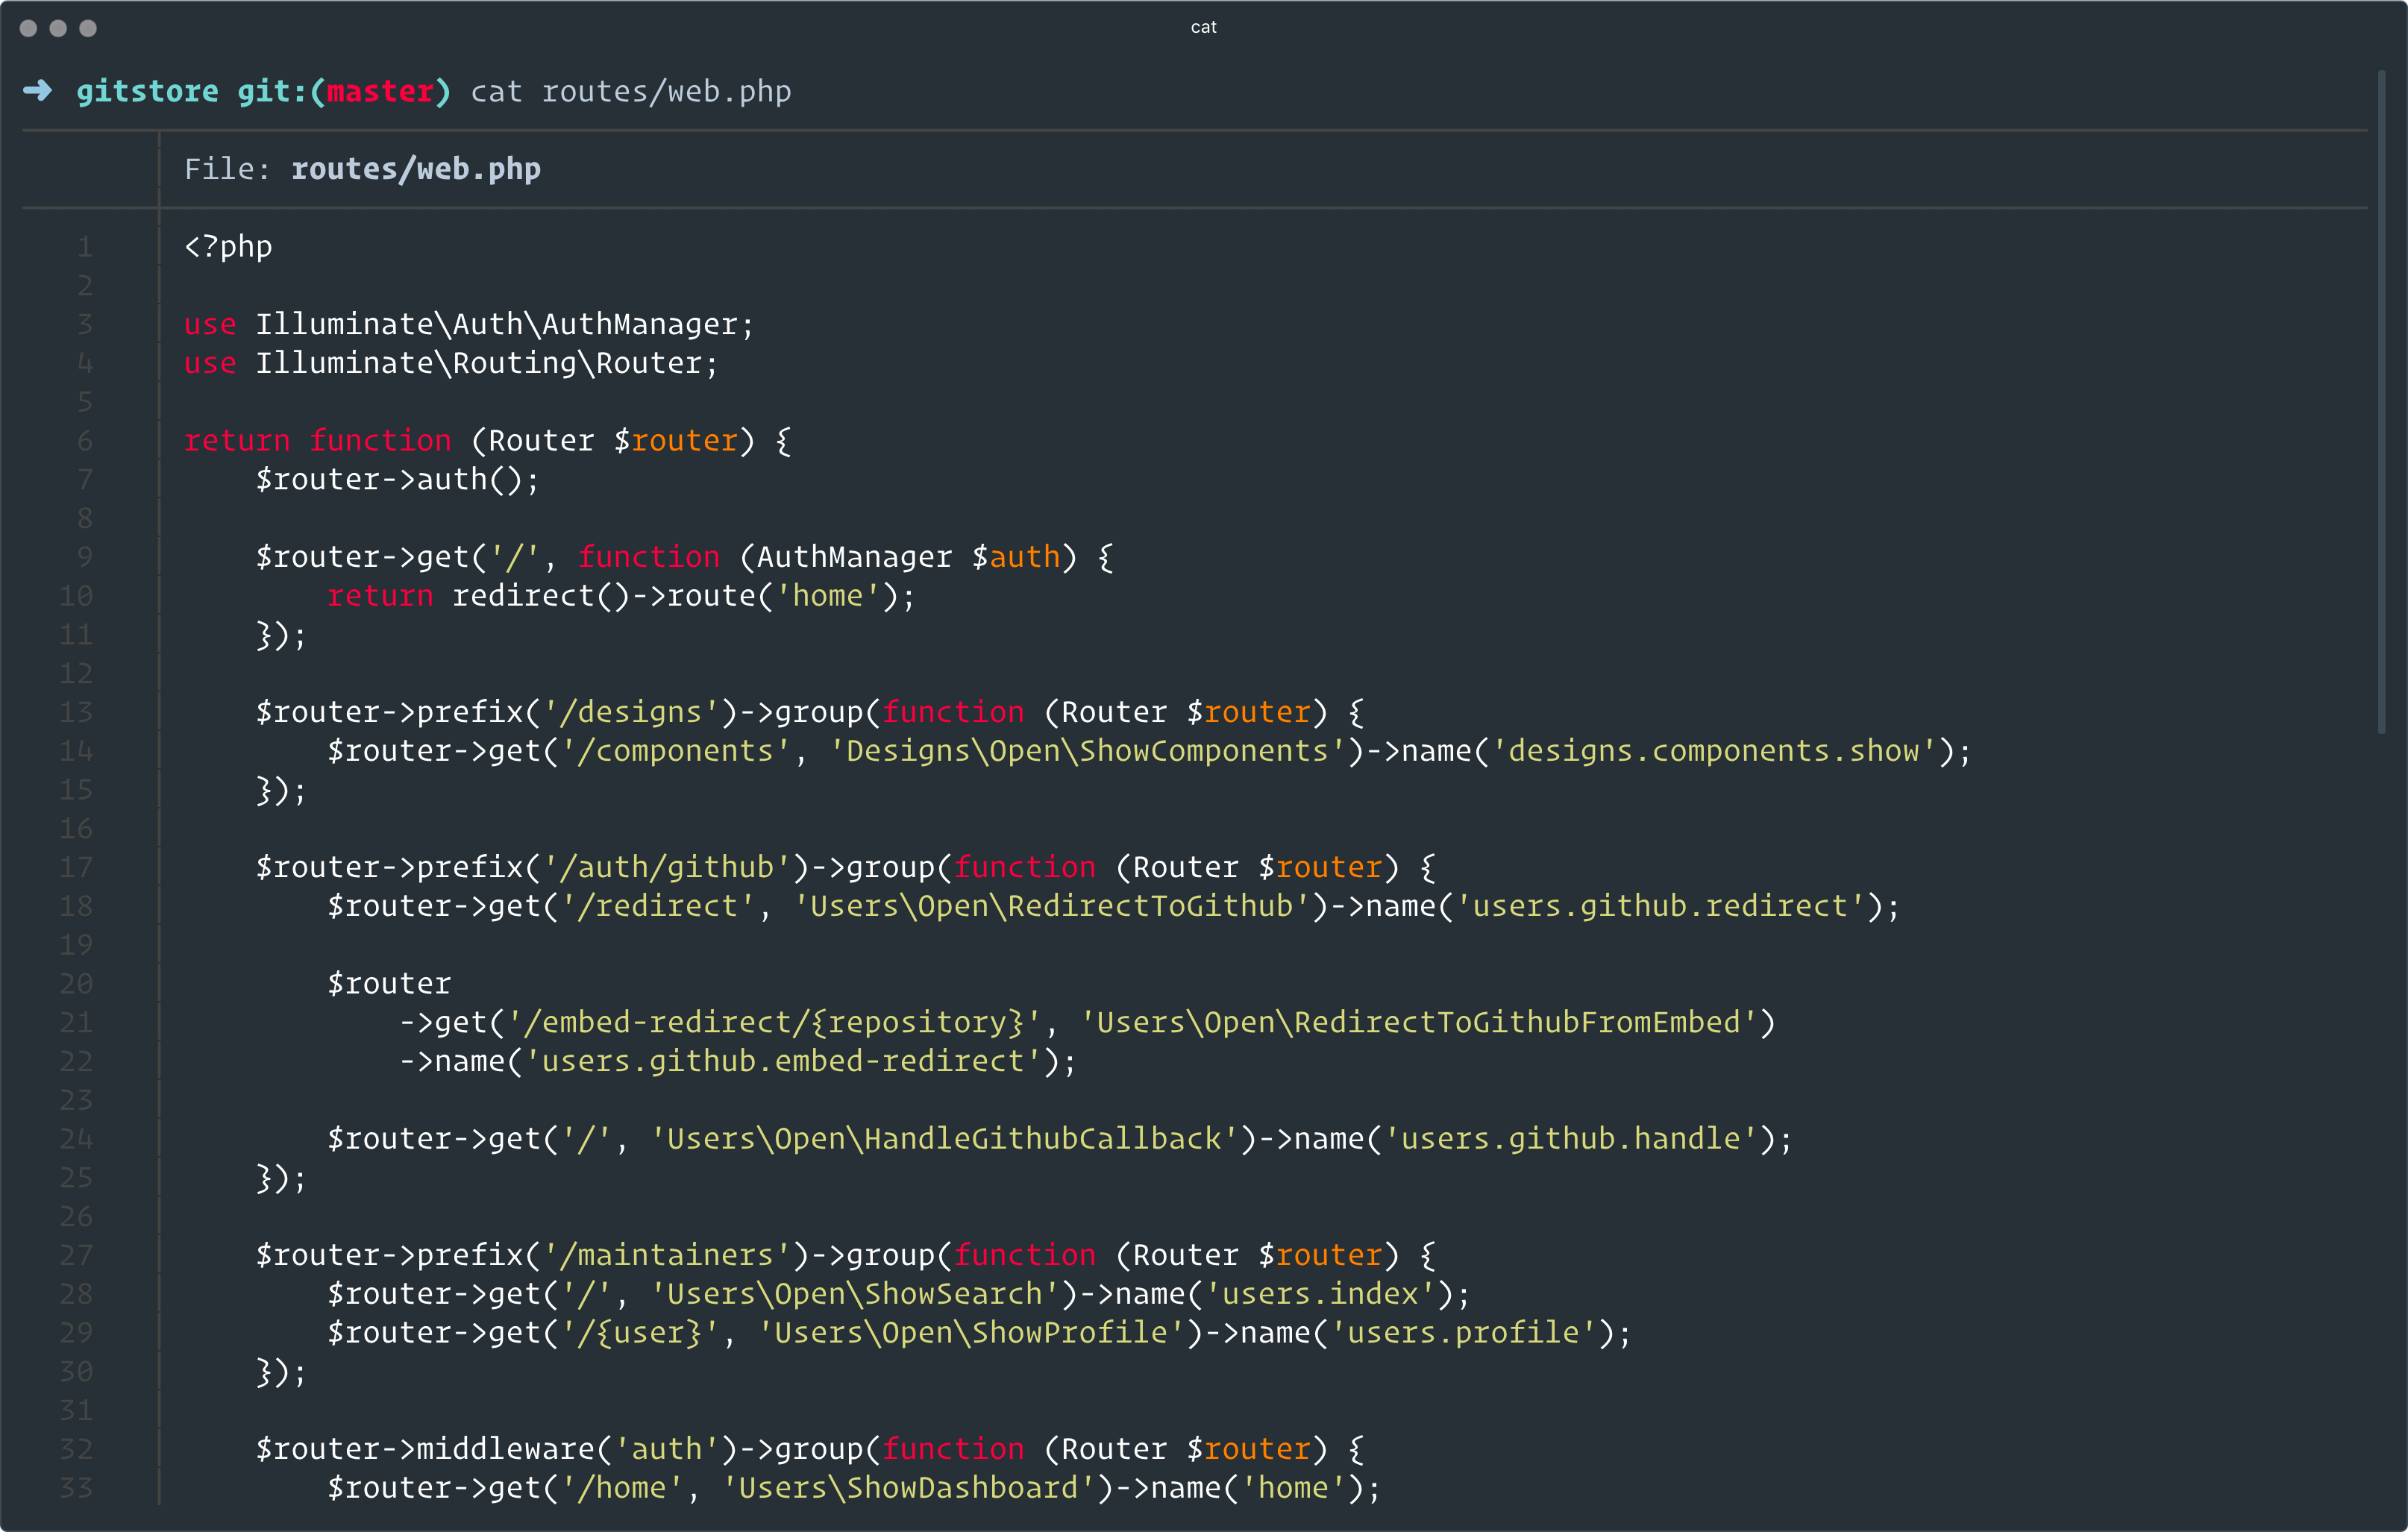 cat
➜ gitstore git:(master) cat routes/web.php
File: routes/web.php
1 <?php
2
3 use Illuminate\Auth\AuthManager;
4 use Illuminate\Routing\Router;
5
6 return function (Router $router) {
7     $router->auth();
8
9     $router->get('/', function (AuthManager $auth) {
10         return redirect()->route('home');
11     });
12
13     $router->prefix('/designs')->group(function (Router $router) {
14         $router->get('/components', 'Designs\Open\ShowComponents')->name('designs.components.show');
15     });
16
17     $router->prefix('/auth/github')->group(function (Router $router) {
18         $router->get('/redirect', 'Users\Open\RedirectToGithub')->name('users.github.redirect');
19
20         $router
21             ->get('/embed-redirect/{repository}', 'Users\Open\RedirectToGithubFromEmbed')
22             ->name('users.github.embed-redirect');
23
24         $router->get('/', 'Users\Open\HandleGithubCallback')->name('users.github.handle');
25     });
26
27     $router->prefix('/maintainers')->group(function (Router $router) {
28         $router->get('/', 'Users\Open\ShowSearch')->name('users.index');
29         $router->get('/{user}', 'Users\Open\ShowProfile')->name('users.profile');
30     });
31
32     $router->middleware('auth')->group(function (Router $router) {
33         $router->get('/home', 'Users\ShowDashboard')->name('home');